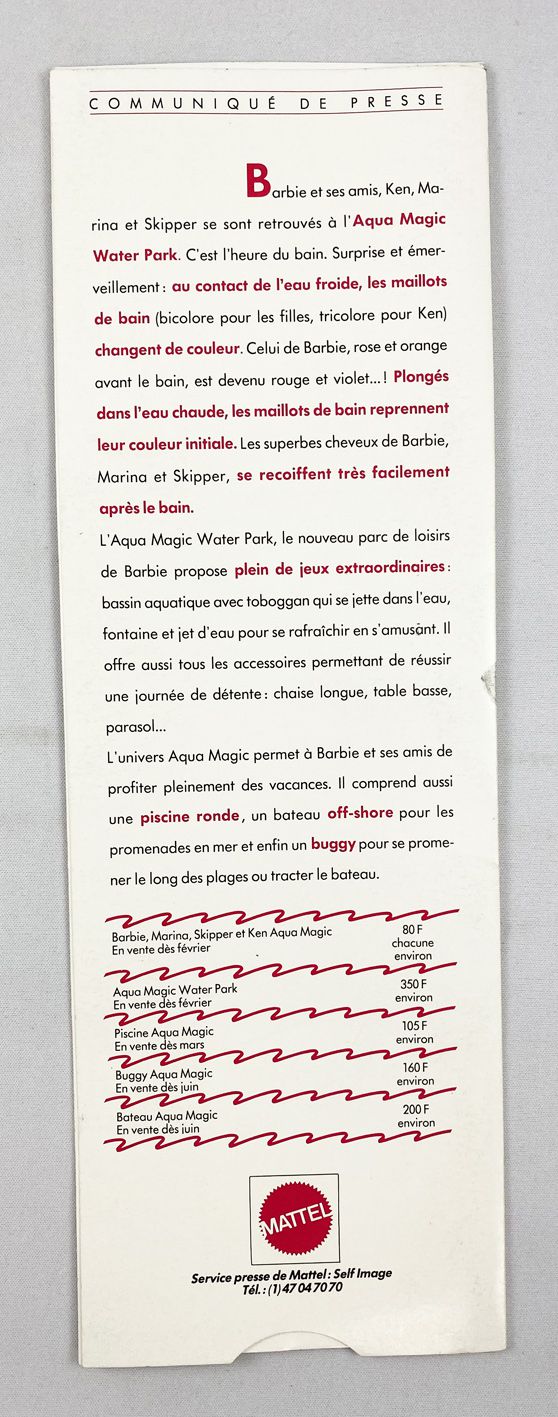 COMMUNIQUÉ DE PRESSE
Barbie et ses amis, Ken, Ma-
rina et Skipper se sont retrouvés à l'Aqua Magic
Water Park. C'est l'heure du bain. Surprise et émer-
veillement : au contact de l'eau froide, les maillots
de bain (bicolore pour les filles, tricolore pour Ken)
changent de couleur. Celui de Barbie, rose et orange
avant le bain, est devenu rouge et violet...! Plongés
dans l'eau chaude, les maillots de bain reprennent
leur couleur initiale. Les superbes cheveux de Barbie,
Marina et Skipper, se recoiffent très facilement
après le bain.
L'Aqua Magic Water Park, le nouveau parc de loisirs
de Barbie propose plein de jeux extraordinaires :
bassin aquatique avec toboggan qui se jette dans l'eau,
fontaine et jet d'eau pour se rafraîchir en s'amusant. Il
offre aussi tous les accessoires permettant de réussir
une journée de détente : chaise longue, table basse,
parasol...
L'univers Aqua Magic permet à Barbie et ses amis de
profiter pleinement des vacances. Il comprend aussi
une piscine ronde, un bateau off-shore pour les
promenades en mer et enfin un buggy pour se prome-
ner le long des plages ou tracter le bateau.
Barbie, Marina, Skipper et Ken Aqua Magic 80 F
En vente dès février chacune
environ
Aqua Magic Water Park 350 F
En vente dès février environ
Piscine Aqua Magic 105 F
En vente dès mars environ
Buggy Aqua Magic 160 F
En vente dès juin environ
Bateau Aqua Magic 200 F
En vente dès juin environ
MATTEL
Service presse de Mattel : Self Image
Tél. : (1) 47 04 70 70